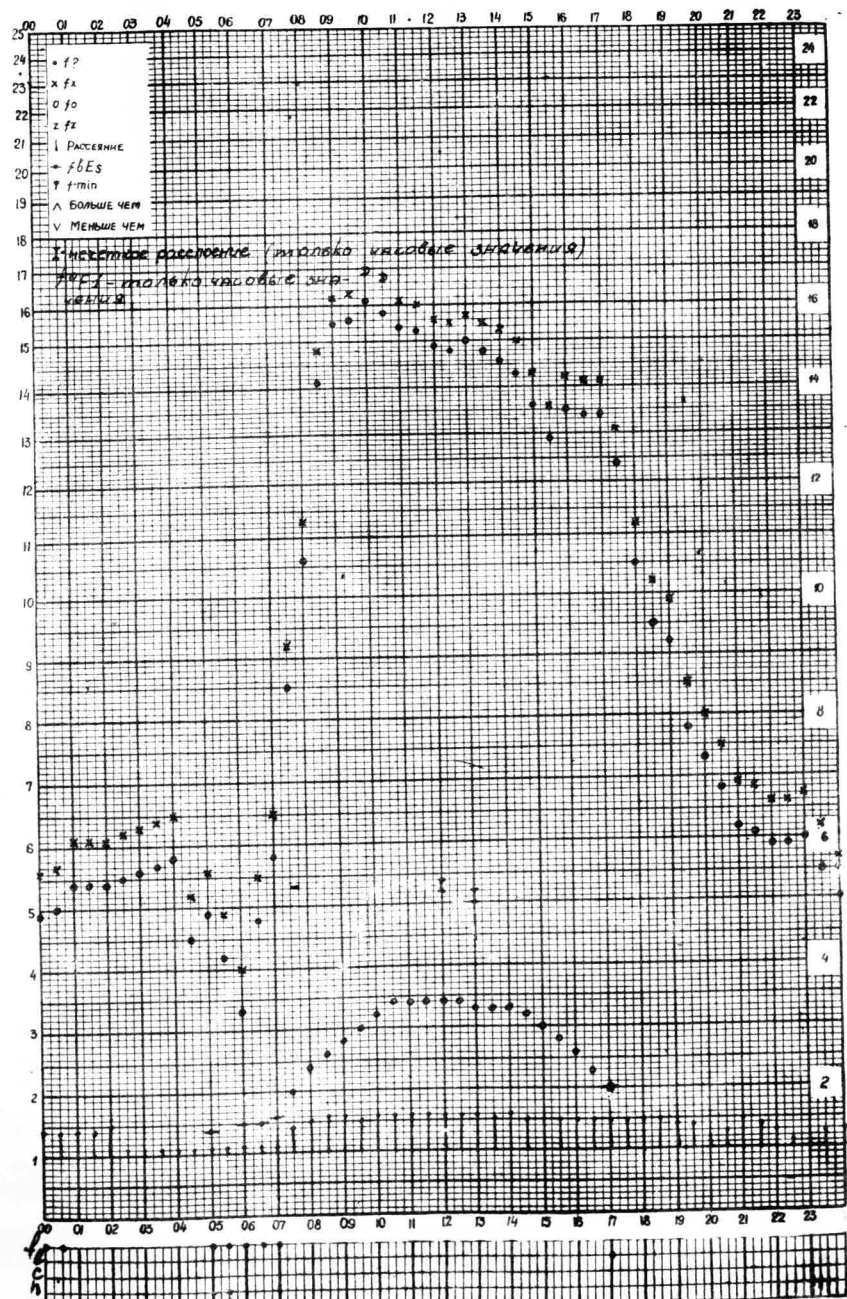 00 01 02 03 04 05 06 07 08 09 10 11 12 13 14 15 16 17 18 19 20 21 22 23
25
24 24
23
22 22
21
20 20
19
18 18
17
16 16
15
14 14
13
12 12
11
10 10
9
8 8
7
6 6
5
4 4
3
2 2
1
f?
x fx
o fo
z fz
РАССЕЯНИЕ
fbEs
f-min
∧ БОЛЬШЕ ЧЕМ
∨ МЕНЬШЕ ЧЕМ
I-нечеткое расслоение (только часовые значения)
f°F1-только часовые зна-
чения.
00 01 02 03 04 05 06 07 08 09 10 11 12 13 14 15 16 17 18 19 20 21 22 23